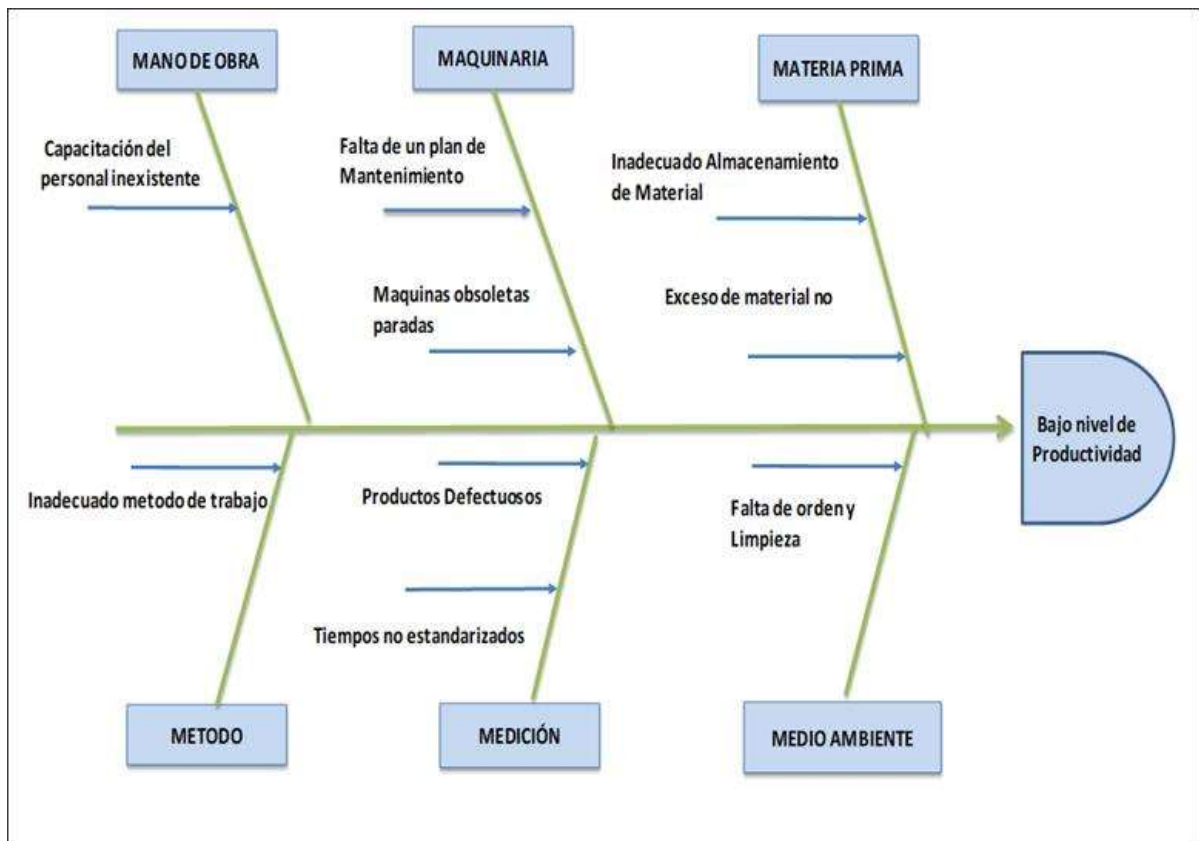 MANO DE OBRA
MAQUINARIA
MATERIA PRIMA
Capacitación del
personal inexistente
Falta de un plan de
Mantenimiento
Inadecuado Almacenamiento
de Material
Maquinas obsoletas
paradas
Exceso de material no
Bajo nivel de
Productividad
Inadecuado metodo de trabajo
Productos Defectuosos
Falta de orden y
Limpieza
Tiempos no estandarizados
METODO
MEDICIÓN
MEDIO AMBIENTE